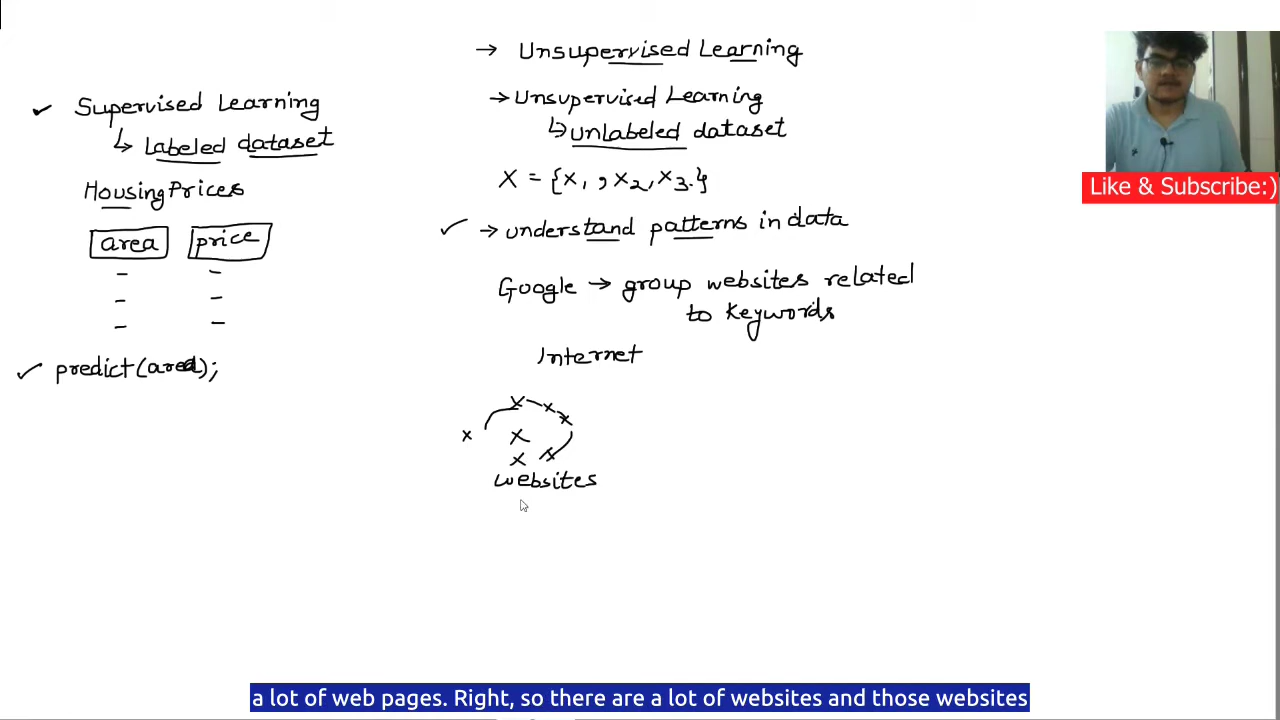 → Unsupervised Learning
✓ Supervised Learning
↳ Labeled dataset
Housing Prices
area price
- -
- -
- -
✓ predict(area);
→ Unsupervised Learning
↳ unlabeled dataset
X = {x1, x2, x3.}
✓ → understand patterns in data
Google → group websites related
to keywords
Internet
x x x
x x x
x
websites
Like & Subscribe:)
a lot of web pages. Right, so there are a lot of websites and those websites